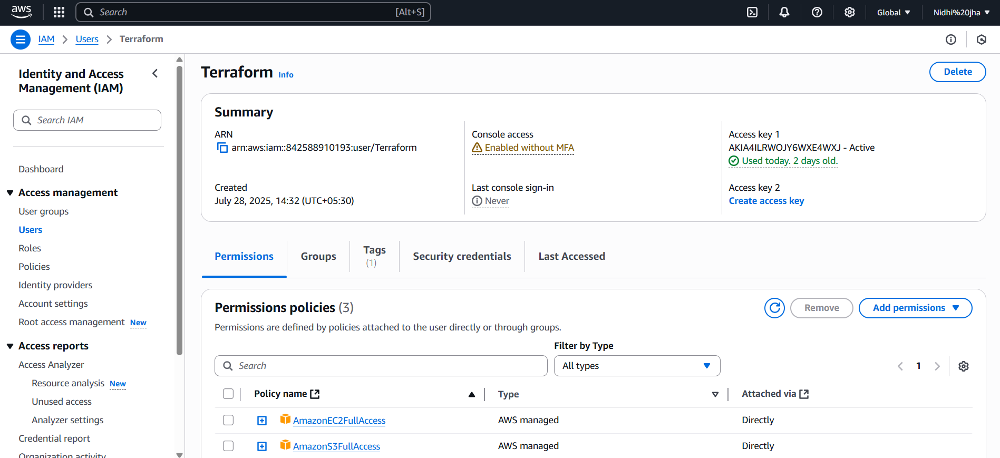 aws
Search [Alt+S]
Global
Nidhi%20jha
IAM
Users
Terraform
Identity and Access
Management (IAM)
Search IAM
Dashboard
Access management
User groups
Users
Roles
Policies
Identity providers
Account settings
Root access management New
Access reports
Access Analyzer
Resource analysis New
Unused access
Analyzer settings
Credential report
Organization activity
Terraform Info
Delete
Summary
ARN
arn:aws:iam::842588910193:user/Terraform
Console access
Enabled without MFA
Access key 1
AKIA4ILRWOJY6WXE4WXJ - Active
Used today. 2 days old.
Created
July 28, 2025, 14:32 (UTC+05:30)
Last console sign-in
Never
Access key 2
Create access key
Permissions
Groups
Tags
(1)
Security credentials
Last Accessed
Permissions policies (3)
Remove
Add permissions
Permissions are defined by policies attached to the user directly or through groups.
Filter by Type
Search
All types
1
Policy name
Type
Attached via
AmazonEC2FullAccess
AWS managed
Directly
AmazonS3FullAccess
AWS managed
Directly